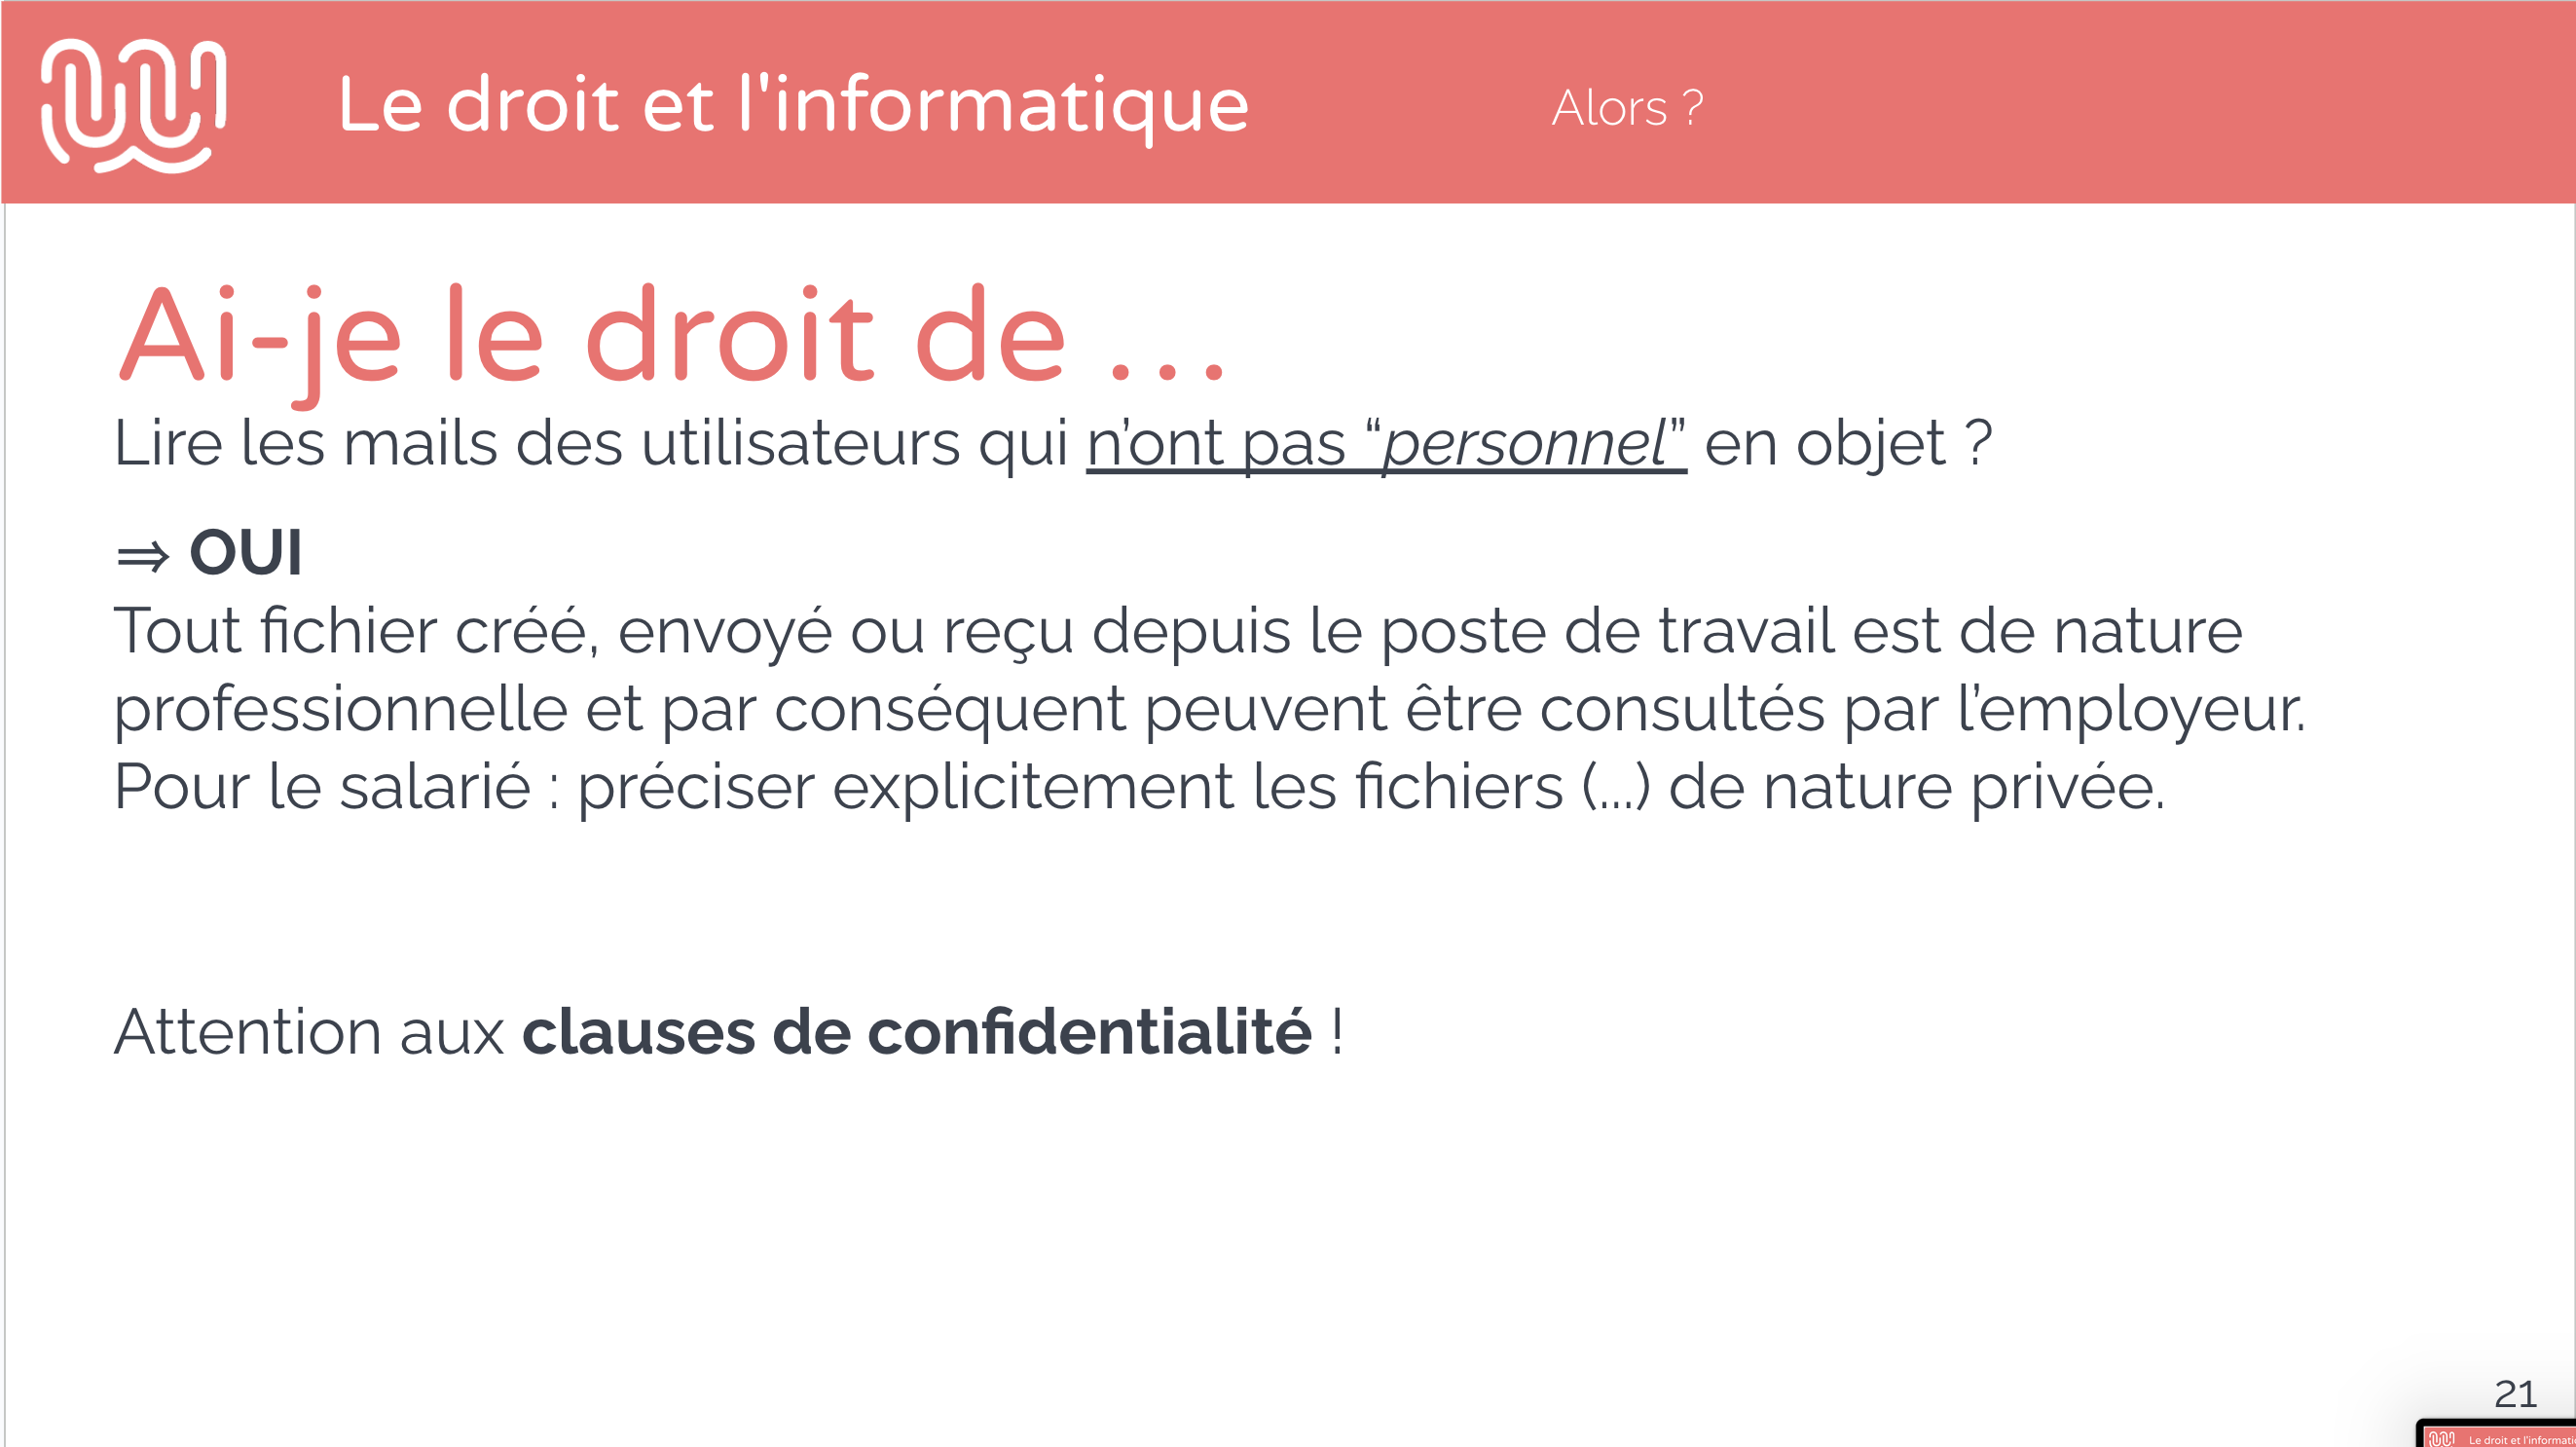 Le droit et l'informatique
Alors ?
Ai-je le droit de ...
Lire les mails des utilisateurs qui n’ont pas “personnel” en objet ?
⇒ OUI
Tout fichier créé, envoyé ou reçu depuis le poste de travail est de nature
professionnelle et par conséquent peuvent être consultés par l’employeur.
Pour le salarié : préciser explicitement les fichiers (...) de nature privée.
Attention aux clauses de confidentialité !
21
Le droit et l'informati